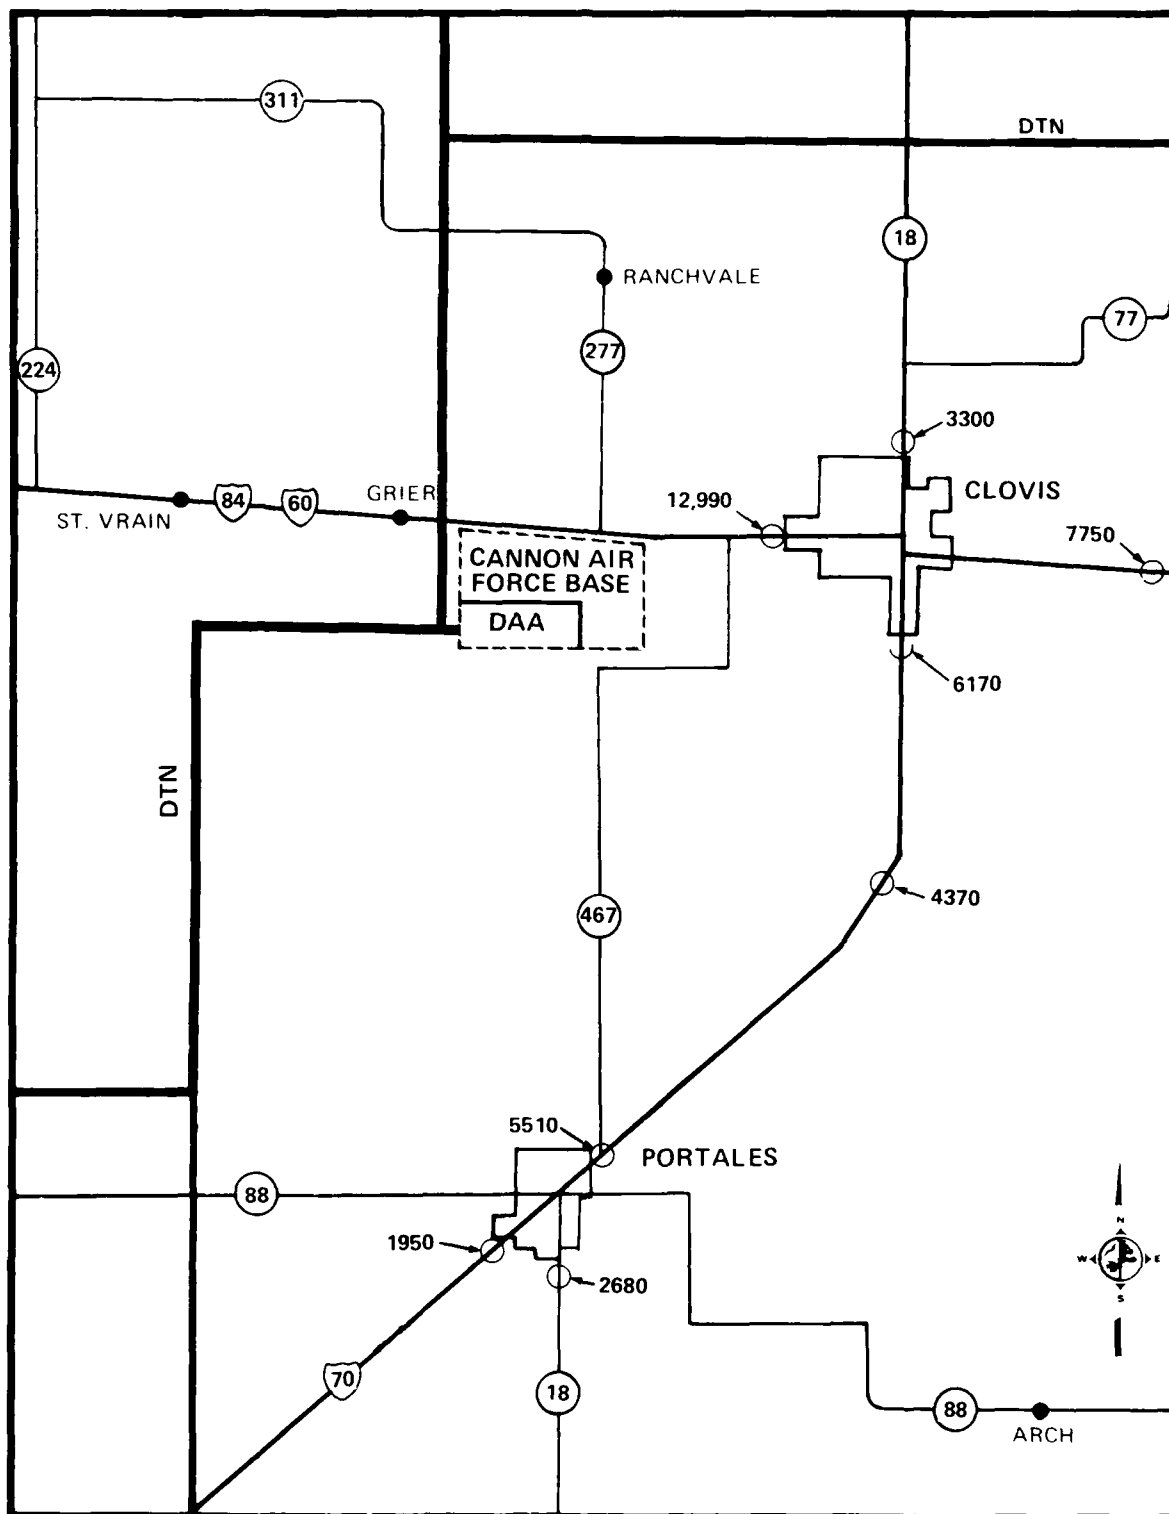 311
DTN
18
RANCHVALE
77
277
224
3300
CLOVIS
84
60
GRIER
12,990
ST. VRAIN
7750
CANNON AIR
FORCE BASE
DAA
6170
DTN
4370
467
5510
PORTALES
88
1950
2680
N
W E
S
70
18
88
ARCH